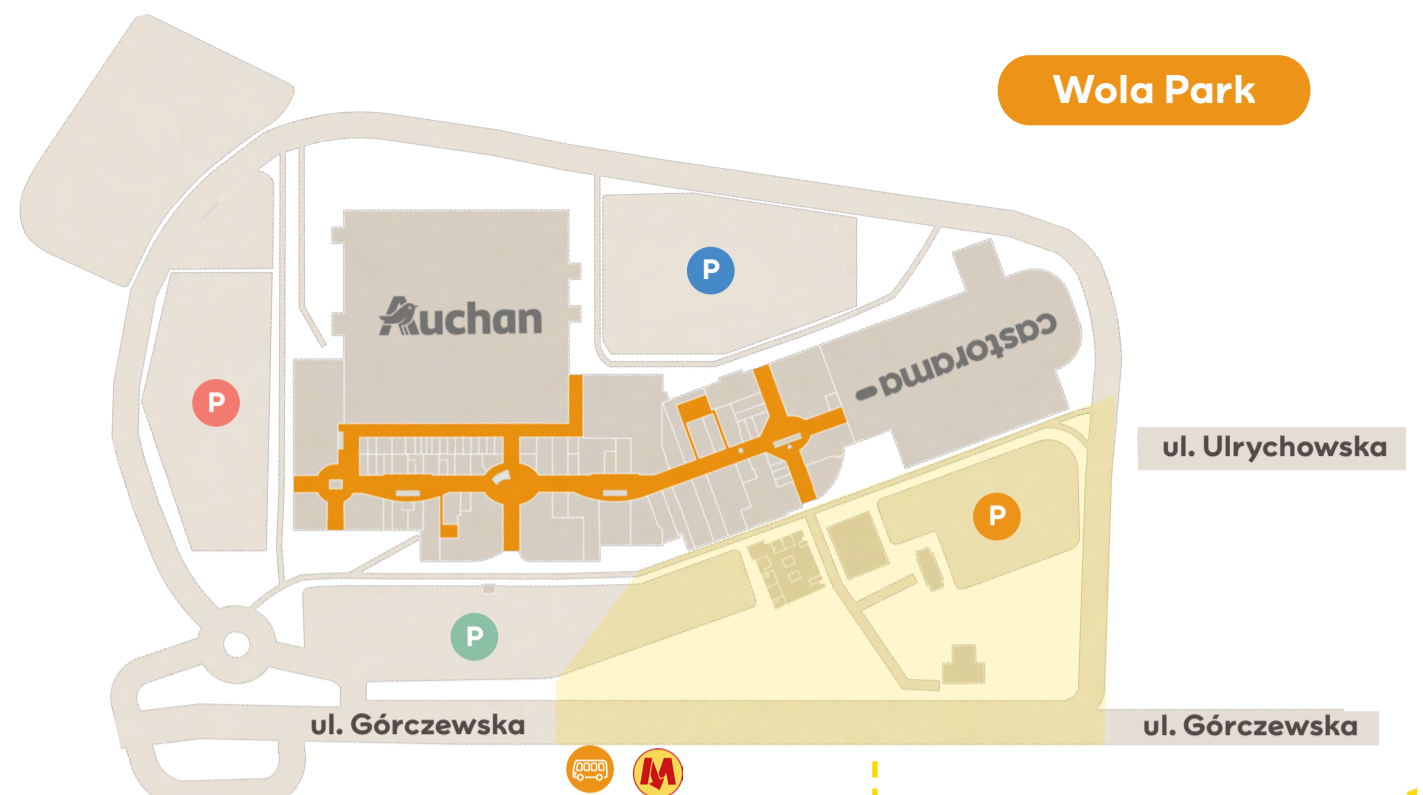 Wola Park
P
Auchan
castorama
P
ul. Ulrychowska
P
P
ul. Górczewska
ul. Górczewska
M